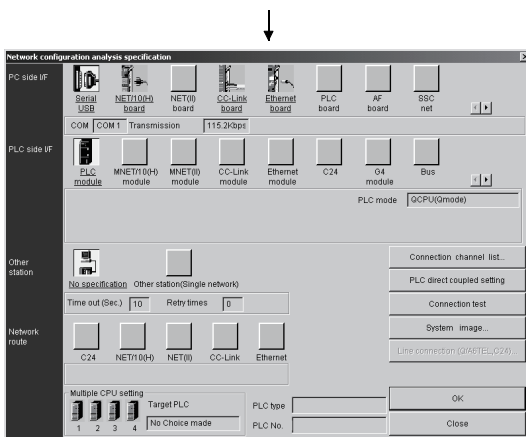 Network configuration analysis specification
PC side I/F
Serial USB
NET/10(H) board
NET(II) board
CC-Link board
Ethernet board
PLC board
AF board
SSC net
COM COM 1 Transmission 115.2Kbps
PLC side I/F
PLC module
MNET/10(H) module
MNET(II) module
CC-Link module
Ethernet module
C24
G4 module
Bus
PLC mode QCPU(Qmode)
Other station
No specification
Other station(Single network)
Time out (Sec.) 10 Retry times 0
Network route
C24
NET/10(H)
NET(II)
CC-Link
Ethernet
Connection channel list...
PLC direct coupled setting
Connection test
System image...
Line connection (Q/A6TEL,C24)...
Multiple CPU setting
1 2 3 4
Target PLC
No Choice made
PLC type
PLC No.
OK
Close